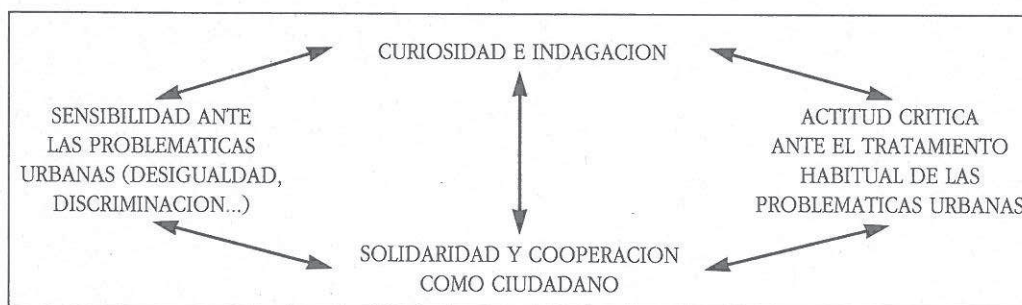 CURIOSIDAD E INDAGACION
SENSIBILIDAD ANTE
LAS PROBLEMATICAS
URBANAS (DESIGUALDAD,
DISCRIMINACION...)
ACTITUD CRITICA
ANTE EL TRATAMIENTO
HABITUAL DE LAS
PROBLEMATICAS URBANAS
SOLIDARIDAD Y COOPERACION
COMO CIUDADANO